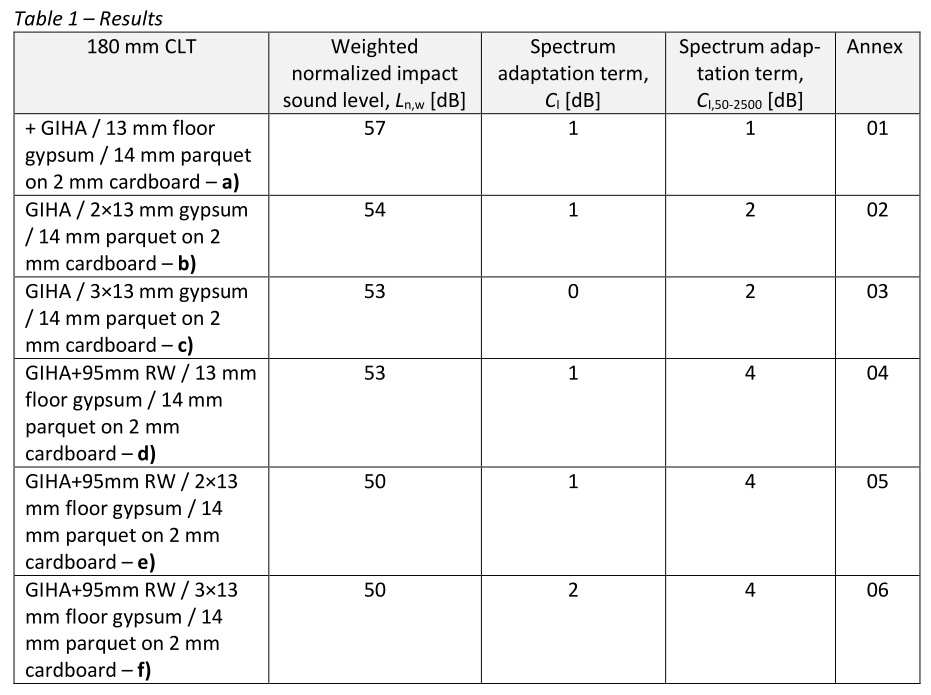 Table 1 – Results
180 mm CLT
Weighted
normalized impact
sound level, Ln,w [dB]
Spectrum
adaptation term,
CI [dB]
Spectrum adap-
tation term,
CI,50-2500 [dB]
Annex
+ GIHA / 13 mm floor
gypsum / 14 mm parquet
on 2 mm cardboard – a)
57
1
1
01
GIHA / 2×13 mm gypsum
/ 14 mm parquet on 2
mm cardboard – b)
54
1
2
02
GIHA / 3×13 mm gypsum
/ 14 mm parquet on 2
mm cardboard – c)
53
0
2
03
GIHA+95mm RW / 13 mm
floor gypsum / 14 mm
parquet on 2 mm
cardboard – d)
53
1
4
04
GIHA+95mm RW / 2×13
mm floor gypsum / 14
mm parquet on 2 mm
cardboard – e)
50
1
4
05
GIHA+95mm RW / 3×13
mm floor gypsum / 14
mm parquet on 2 mm
cardboard – f)
50
2
4
06